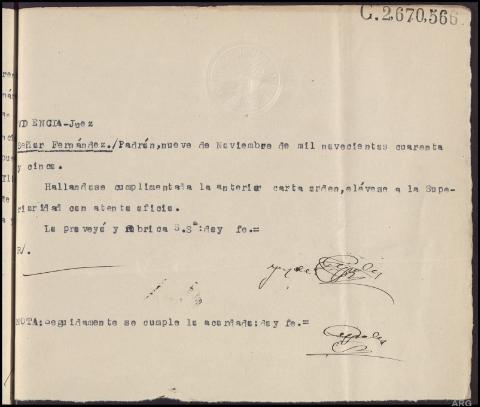 C.2.670,566
VDENCIA-Juez
Señor Fernández./Padrón,nueve de Noviembre de mil novecientos cuarenta
y cinco.
Hallandose cumplimentada la anterior carta orden,elévese a la Supe-
rioridad con atento oficio.
Lo proveyó y rubrica S.Sª:doy fe.=
R/.
NOTA:Seguidamente se cumple lo acordado:doy fe.=
ARG